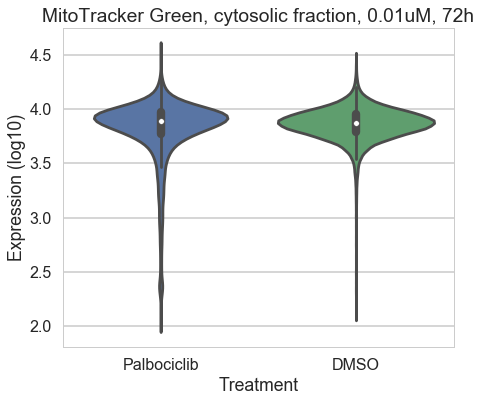 MitoTracker Green, cytosolic fraction, 0.01uM, 72h
4.5
4.0
3.5
3.0
2.5
2.0
Expression (log10)
Palbociclib DMSO
Treatment